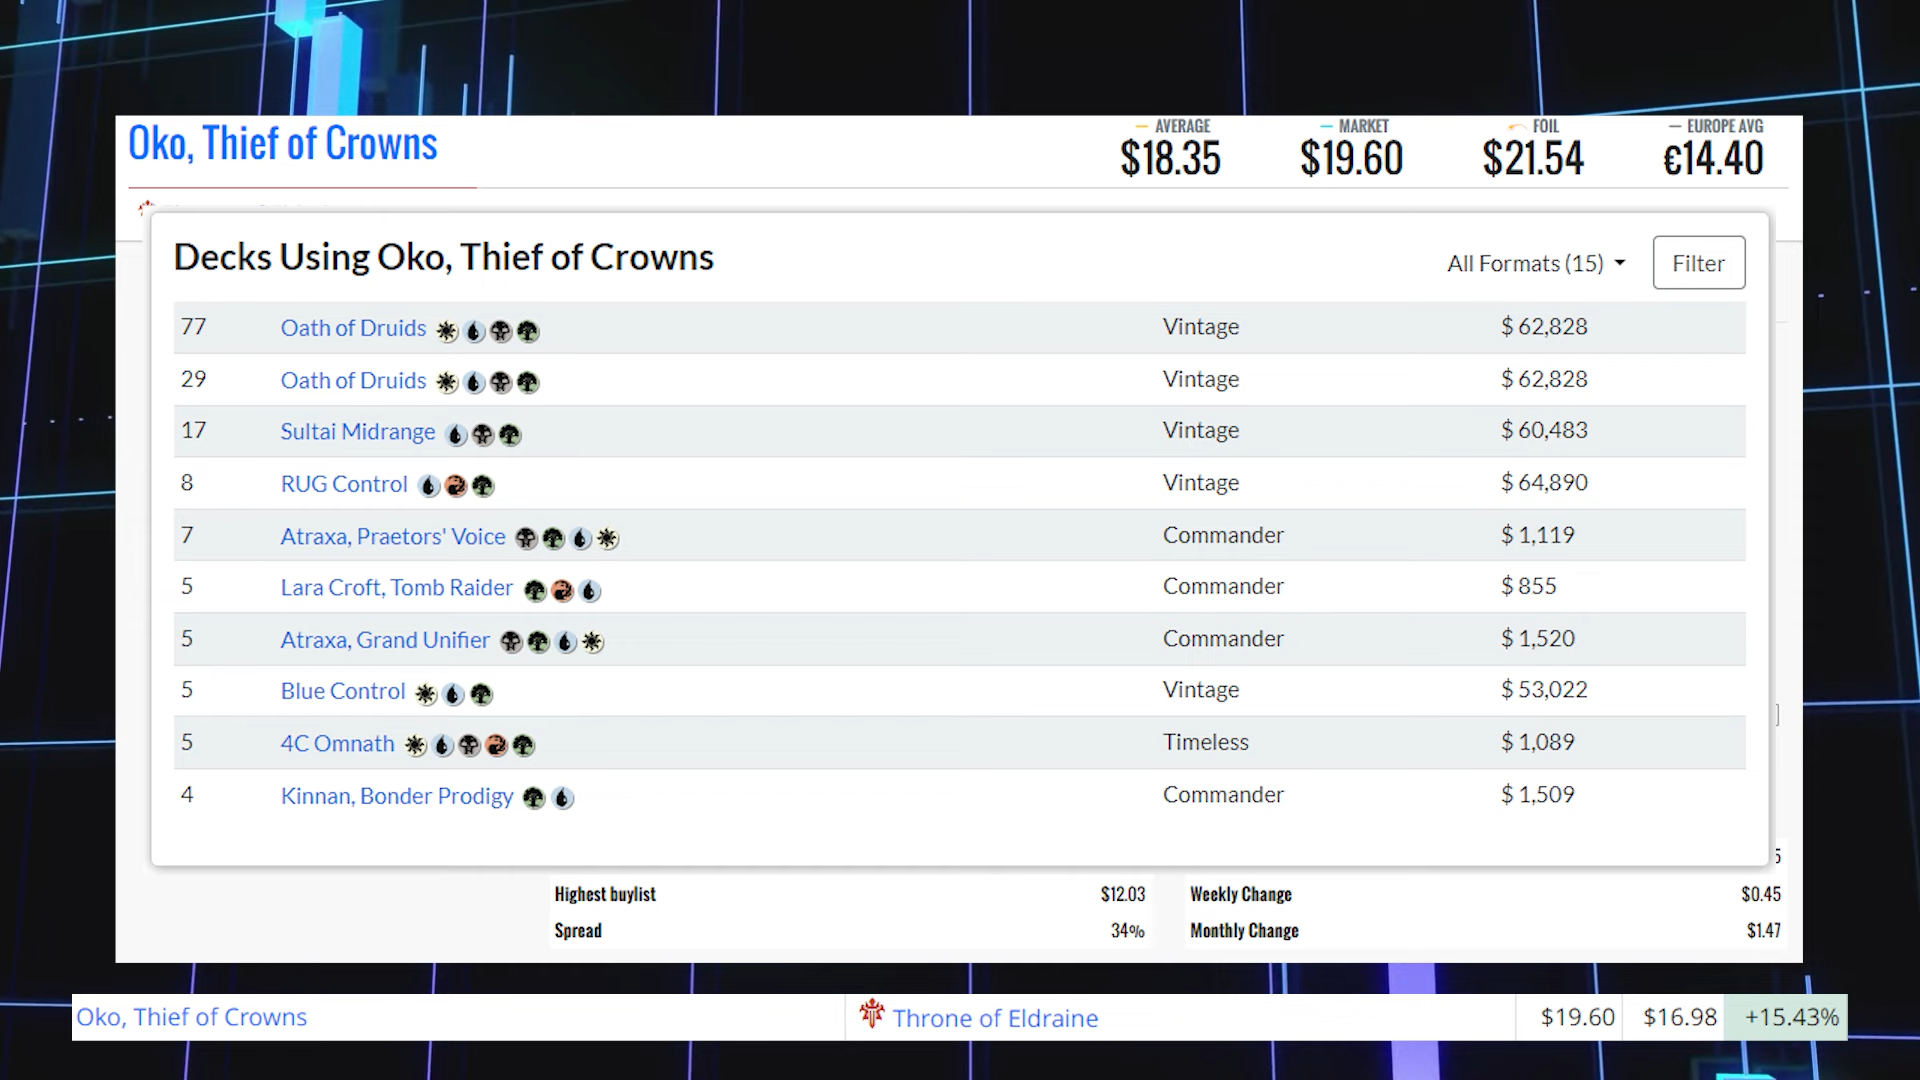 Oko, Thief of Crowns
AVERAGE
$18.35
MARKET
$19.60
FOIL
$21.54
EUROPE AVG
€14.40
Decks Using Oko, Thief of Crowns
All Formats (15)
Filter
77 Oath of Druids Vintage $ 62,828
29 Oath of Druids Vintage $ 62,828
17 Sultai Midrange Vintage $ 60,483
8 RUG Control Vintage $ 64,890
7 Atraxa, Praetors' Voice Commander $ 1,119
5 Lara Croft, Tomb Raider Commander $ 855
5 Atraxa, Grand Unifier Commander $ 1,520
5 Blue Control Vintage $ 53,022
5 4C Omnath Timeless $ 1,089
4 Kinnan, Bonder Prodigy Commander $ 1,509
Highest buylist $12.03 Weekly Change $0.45
Spread 34% Monthly Change $1.47
Oko, Thief of Crowns Throne of Eldraine $19.60 $16.98 +15.43%